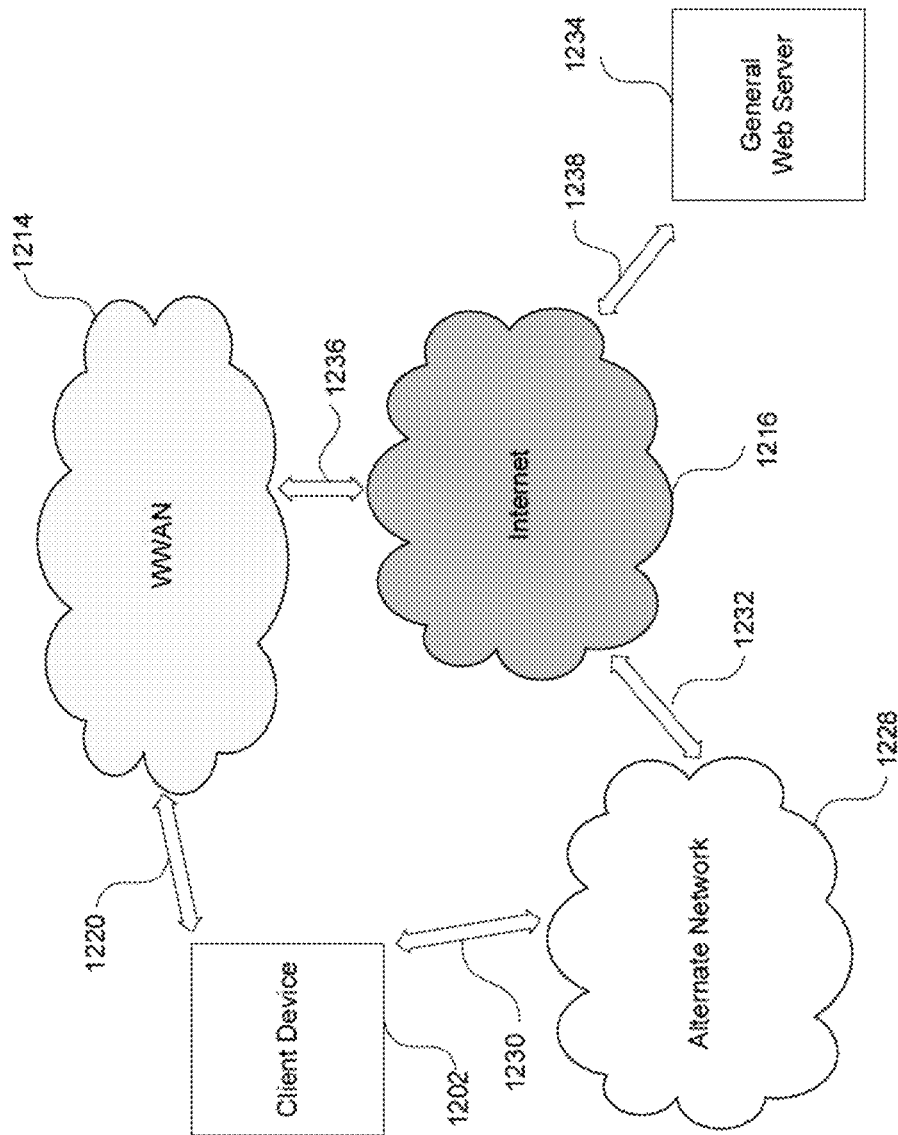 1214
WWAN
1220
1236
1234
General
Web Server
1238
Client Device
1202
1230
Internet
1216
1232
Alternate Network
1228